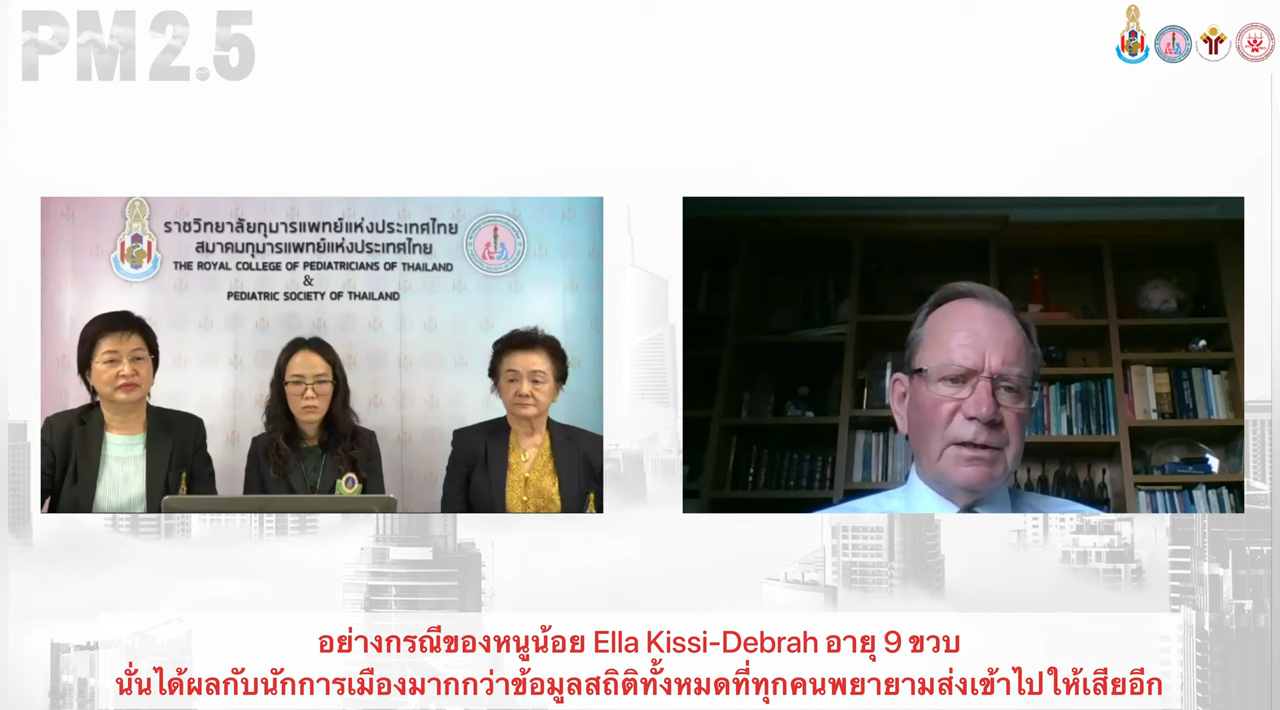 PM2.5
ราชวิทยาลัยกุมารแพทย์แห่งประเทศไทย
สมาคมกุมารแพทย์แห่งประเทศไทย
THE ROYAL COLLEGE OF PEDIATRICIANS OF THAILAND
&
PEDIATRIC SOCIETY OF THAILAND
อย่างกรณีของหนูน้อย Ella Kissi-Debrah อายุ 9 ขวบ
นั่นได้ผลกับนักการเมืองมากกว่าข้อมูลสถิติทั้งหมดที่ทุกคนพยายามส่งเข้าไปให้เสียอีก